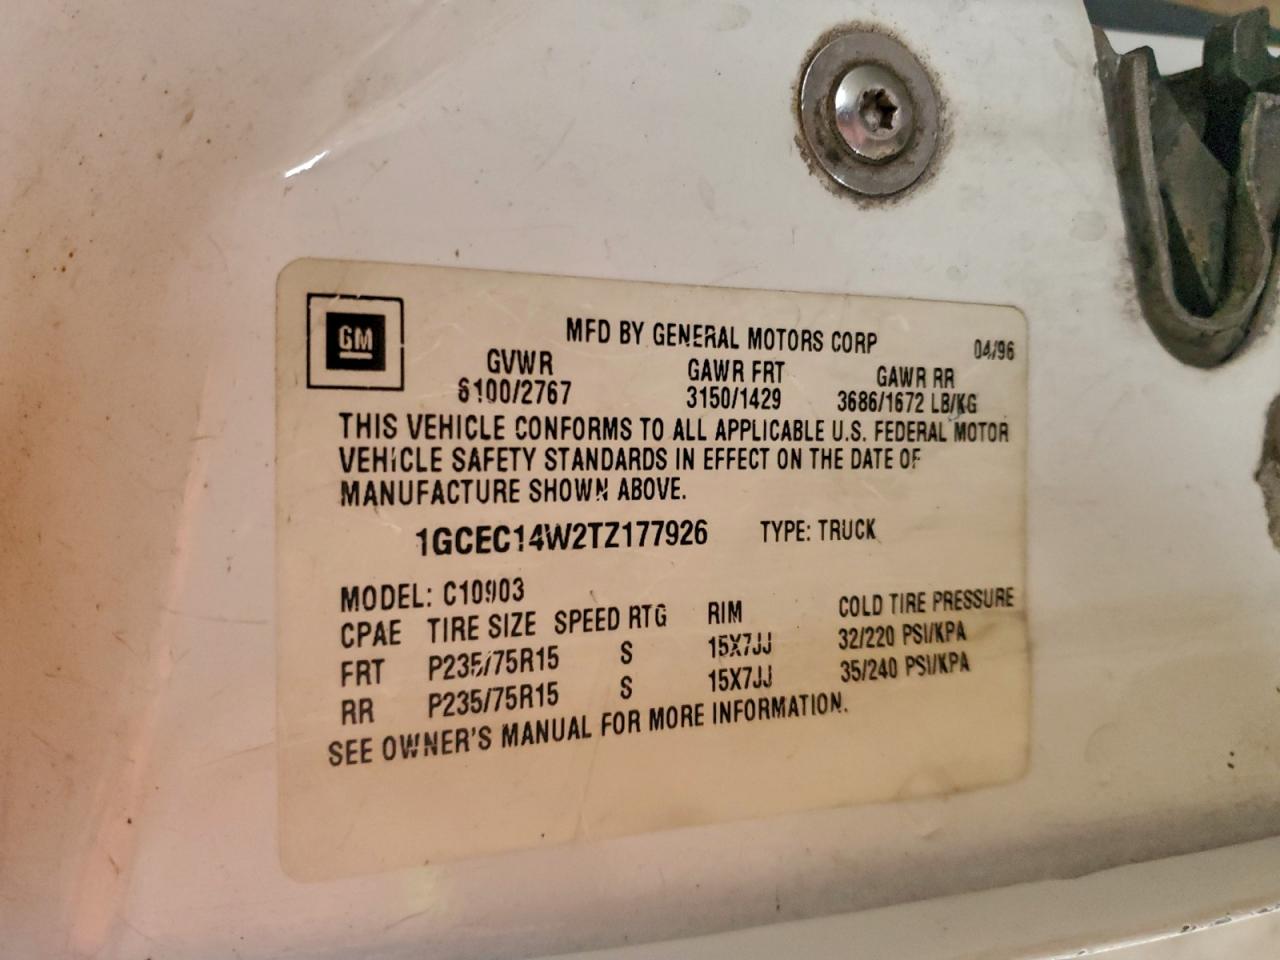 GM
MFD BY GENERAL MOTORS CORP 04/96
GVWR GAWR FRT GAWR RR
6100/2767 3150/1429 3686/1672 LB/KG
THIS VEHICLE CONFORMS TO ALL APPLICABLE U.S. FEDERAL MOTOR
VEHICLE SAFETY STANDARDS IN EFFECT ON THE DATE OF
MANUFACTURE SHOWN ABOVE.
1GCEC14W2TZ177926 TYPE: TRUCK
MODEL: C10903
CPAE TIRE SIZE SPEED RTG RIM COLD TIRE PRESSURE
FRT P235/75R15 S 15X7JJ 32/220 PSI/KPA
RR P235/75R15 S 15X7JJ 35/240 PSI/KPA
SEE OWNER'S MANUAL FOR MORE INFORMATION.